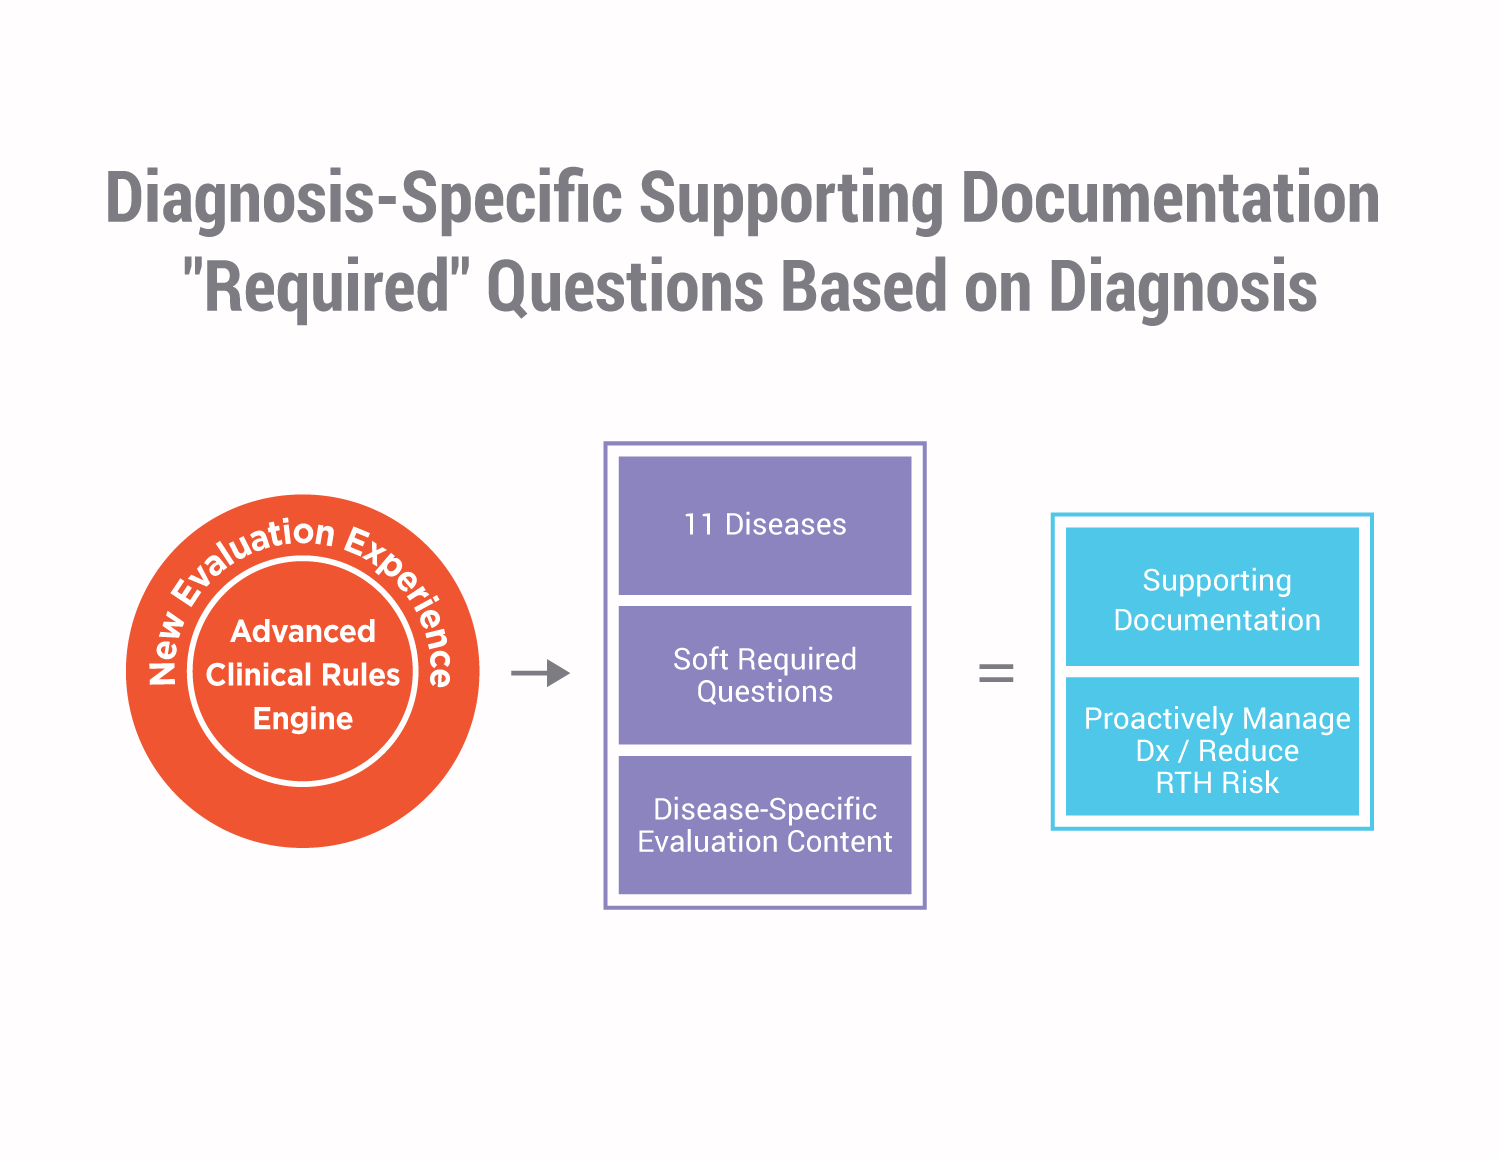 Diagnosis-Specific Supporting Documentation
"Required" Questions Based on Diagnosis
New Evaluation Experience
Advanced
Clinical Rules
Engine
11 Diseases
Soft Required
Questions
Disease-Specific
Evaluation Content
=
Supporting
Documentation
Proactively Manage
Dx / Reduce
RTH Risk